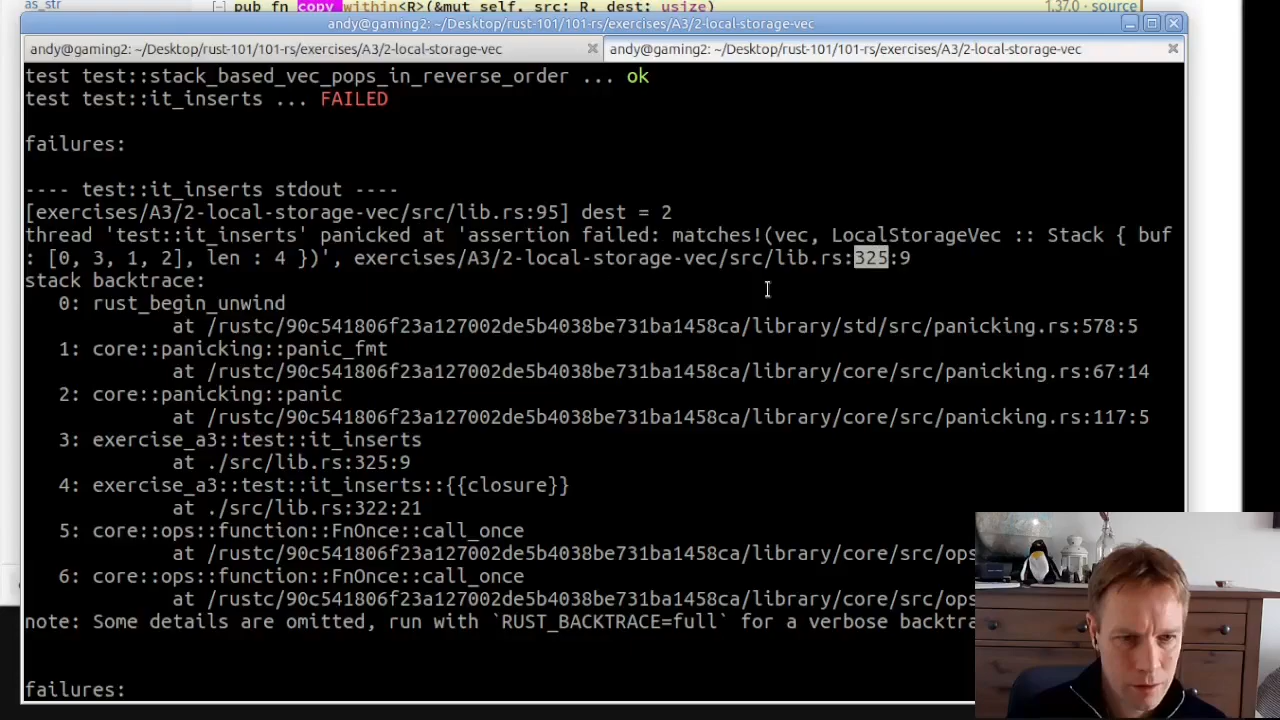 as_str
[−] pub fn copy_within<R>(&mut self, src: R, dest: usize)
1.37.0 · source
andy@gaming2: ~/Desktop/rust-101/101-rs/exercises/A3/2-local-storage-vec
andy@gaming2: ~/Desktop/rust-101/101-rs/exercises/A3/2-local-storage-vec
andy@gaming2: ~/Desktop/rust-101/101-rs/exercises/A3/2-local-storage-vec
test test::stack_based_vec_pops_in_reverse_order ... ok
test test::it_inserts ... FAILED
failures:
---- test::it_inserts stdout ----
[exercises/A3/2-local-storage-vec/src/lib.rs:95] dest = 2
thread 'test::it_inserts' panicked at 'assertion failed: matches!(vec, LocalStorageVec :: Stack { buf
: [0, 3, 1, 2], len : 4 })', exercises/A3/2-local-storage-vec/src/lib.rs:325:9
stack backtrace:
0: rust_begin_unwind
at /rustc/90c541806f23a127002de5b4038be731ba1458ca/library/std/src/panicking.rs:578:5
1: core::panicking::panic_fmt
at /rustc/90c541806f23a127002de5b4038be731ba1458ca/library/core/src/panicking.rs:67:14
2: core::panicking::panic
at /rustc/90c541806f23a127002de5b4038be731ba1458ca/library/core/src/panicking.rs:117:5
3: exercise_a3::test::it_inserts
at ./src/lib.rs:325:9
4: exercise_a3::test::it_inserts::{{closure}}
at ./src/lib.rs:322:21
5: core::ops::function::FnOnce::call_once
at /rustc/90c541806f23a127002de5b4038be731ba1458ca/library/core/src/ops
6: core::ops::function::FnOnce::call_once
at /rustc/90c541806f23a127002de5b4038be731ba1458ca/library/core/src/ops
note: Some details are omitted, run with `RUST_BACKTRACE=full` for a verbose backtra
failures: